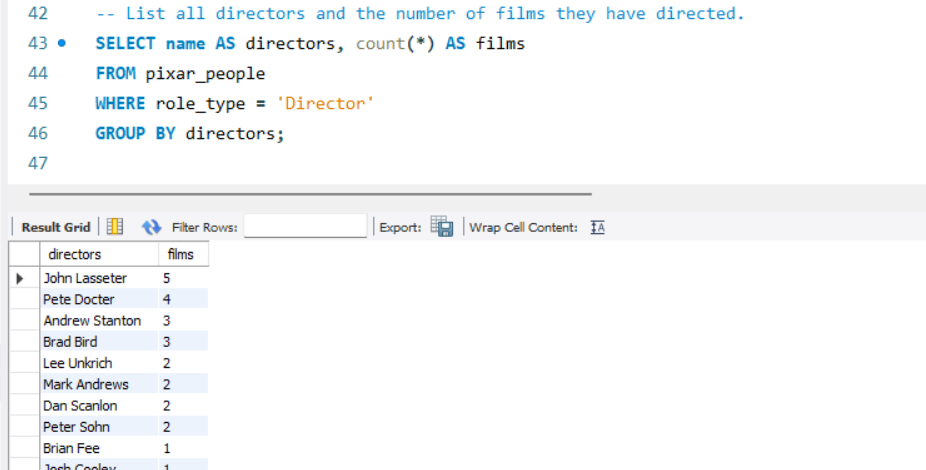 42 -- List all directors and the number of films they have directed.
43 SELECT name AS directors, count(*) AS films
44 FROM pixar_people
45 WHERE role_type = 'Director'
46 GROUP BY directors;
47
Result Grid Filter Rows: Export: Wrap Cell Content: IA
directors films
John Lasseter 5
Pete Docter 4
Andrew Stanton 3
Brad Bird 3
Lee Unkrich 2
Mark Andrews 2
Dan Scanlon 2
Peter Sohn 2
Brian Fee 1
Josh Cooley 1